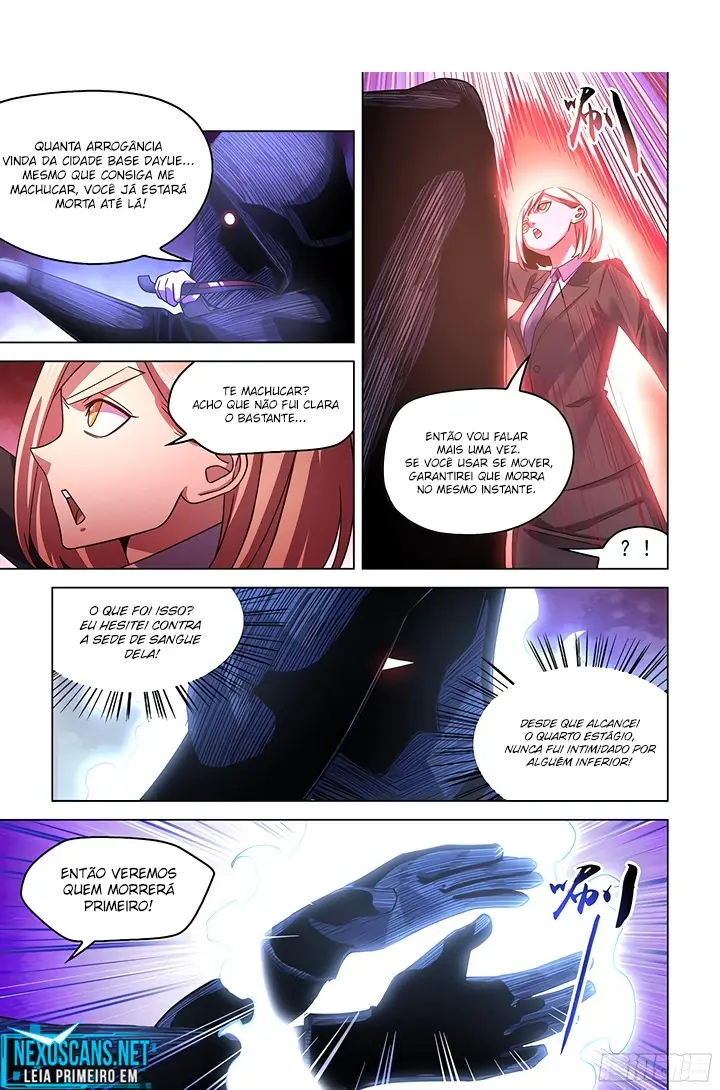 QUANTA ARROGÂNCIA
VINDA DA CIDADE BASE DAYUE...
MESMO QUE CONSIGA ME
MACHUCAR, VOCÊ JÁ ESTARÁ
MORTA ATÉ LÁ!
TE MACHUCAR?
ACHO QUE NÃO FUI CLARA
O BASTANTE...
ENTÃO VOU FALAR
MAIS UMA VEZ.
SE VOCÊ USAR SE MOVER,
GARANTIREI QUE MORRA
NO MESMO INSTANTE.
?!
O QUE FOI ISSO?
EU HESITEI CONTRA
A SEDE DE SANGUE
DELA!
DESDE QUE ALCANCEI
O QUARTO ESTÁGIO,
NUNCA FUI INTIMIDADO POR
ALGUÉM INFERIOR!
ENTÃO VEREMOS
QUEM MORRERÁ
PRIMEIRO!
NEXOSCANS.NET
LEIA PRIMEIRO EM